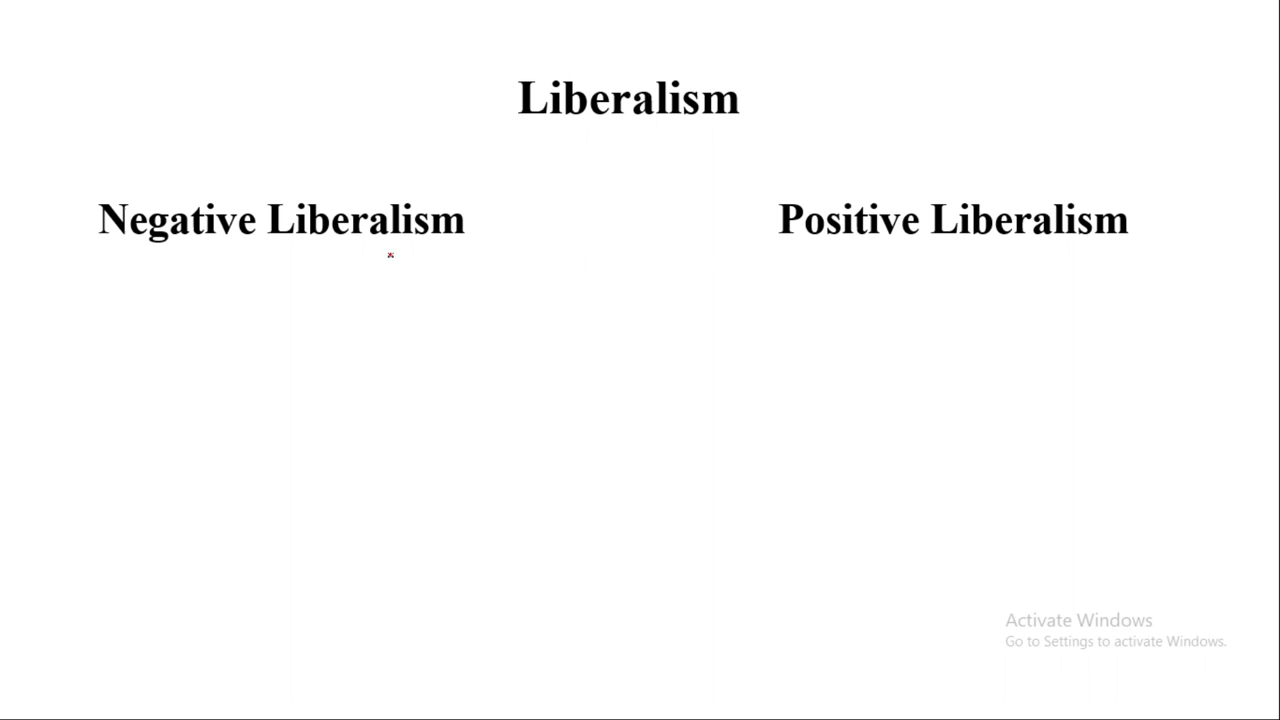 Liberalism
Negative Liberalism
Positive Liberalism
Activate Windows
Go to Settings to activate Windows.